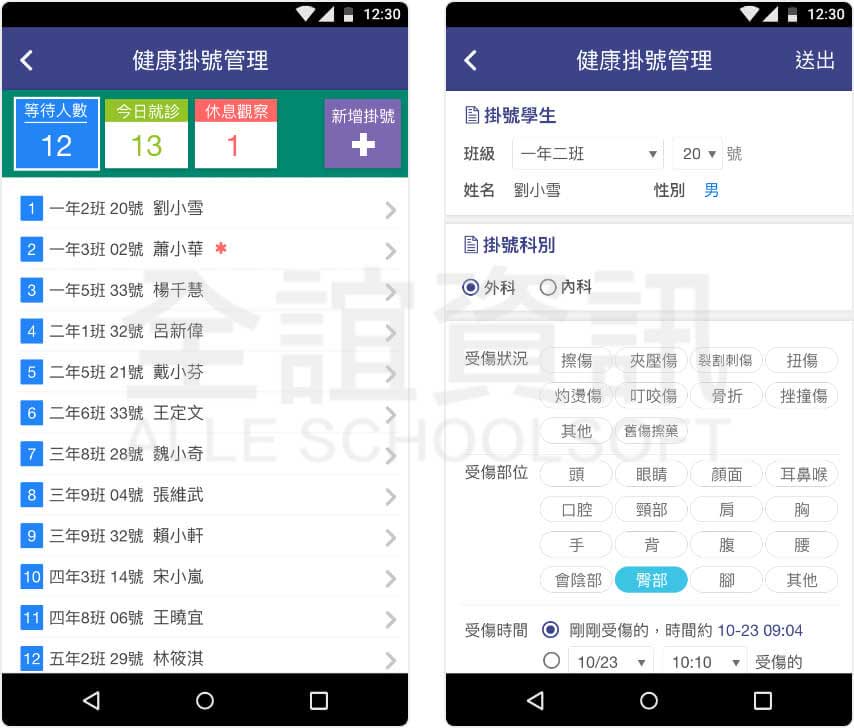 12:30
健康掛號管理
等待人數 今日就診 休息觀察 新增掛號
12 13 1
1 一年2班 20號 劉小雪
2 一年3班 02號 蕭小華 *
3 一年5班 33號 楊千慧
4 二年1班 32號 呂新偉
5 二年5班 21號 戴小芬
6 二年6班 33號 王定文
7 三年8班 28號 魏小奇
8 三年9班 04號 張維武
9 三年9班 32號 賴小軒
10 四年3班 14號 宋小嵐
11 四年8班 06號 王曉宜
12 五年2班 29號 林筱淇
12:30
健康掛號管理 送出
掛號學生
班級 一年二班 20 號
姓名 劉小雪 性別 男
掛號科別
外科 內科
受傷狀況 擦傷 夾壓傷 裂割刺傷 扭傷
灼燙傷 叮咬傷 骨折 挫撞傷
其他 舊傷擦藥
受傷部位 頭 眼睛 顏面 耳鼻喉
口腔 頸部 肩 胸
手 背 腹 腰
會陰部 臀部 腳 其他
受傷時間 剛剛受傷的，時間約 10-23 09:04
10/23 10:10 受傷的
全誼資訊
ALLE SCHOOLSOFT